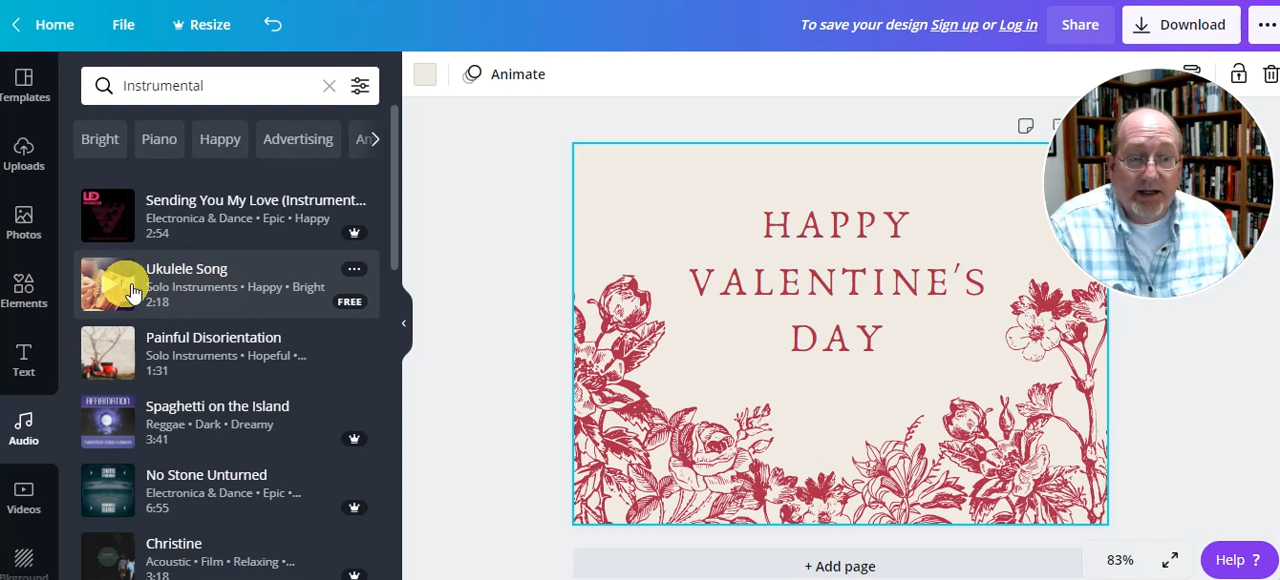 Home File Resize To save your design Sign up or Log in Share Download
Templates
Uploads
Photos
Elements
Text
Audio
Videos
Instrumental
Bright Piano Happy Advertising
Sending You My Love (Instrument...
Electronica & Dance • Epic • Happy
2:54
Ukulele Song
Solo Instruments • Happy • Bright
2:18 FREE
Painful Disorientation
Solo Instruments • Hopeful •...
1:31
AFFIRMATION
Spaghetti on the Island
Reggae • Dark • Dreamy
3:41
No Stone Unturned
Electronica & Dance • Epic •...
6:55
Christine
Acoustic • Film • Relaxing •...
3:18
Animate
HAPPY
VALENTINE'S
DAY
+ Add page
83% Help ?